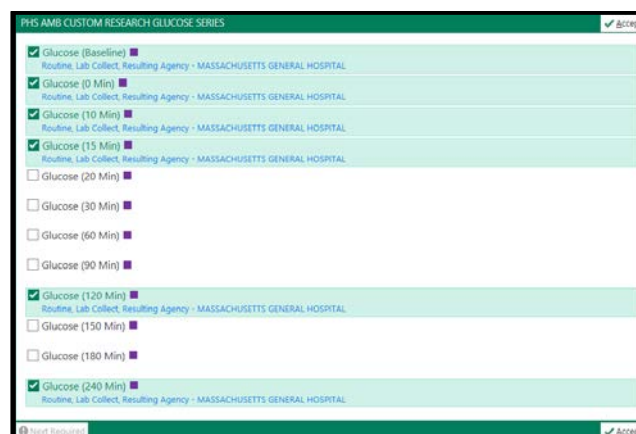 PHS AMB CUSTOM RESEARCH GLUCOSE SERIES
Accep
Glucose (Baseline)
Routine, Lab Collect, Resulting Agency - MASSACHUSETTS GENERAL HOSPITAL
Glucose (0 Min)
Routine, Lab Collect, Resulting Agency - MASSACHUSETTS GENERAL HOSPITAL
Glucose (10 Min)
Routine, Lab Collect, Resulting Agency - MASSACHUSETTS GENERAL HOSPITAL
Glucose (15 Min)
Routine, Lab Collect, Resulting Agency - MASSACHUSETTS GENERAL HOSPITAL
Glucose (20 Min)
Glucose (30 Min)
Glucose (60 Min)
Glucose (90 Min)
Glucose (120 Min)
Routine, Lab Collect, Resulting Agency - MASSACHUSETTS GENERAL HOSPITAL
Glucose (150 Min)
Glucose (180 Min)
Glucose (240 Min)
Routine, Lab Collect, Resulting Agency - MASSACHUSETTS GENERAL HOSPITAL
Next Required
Accep